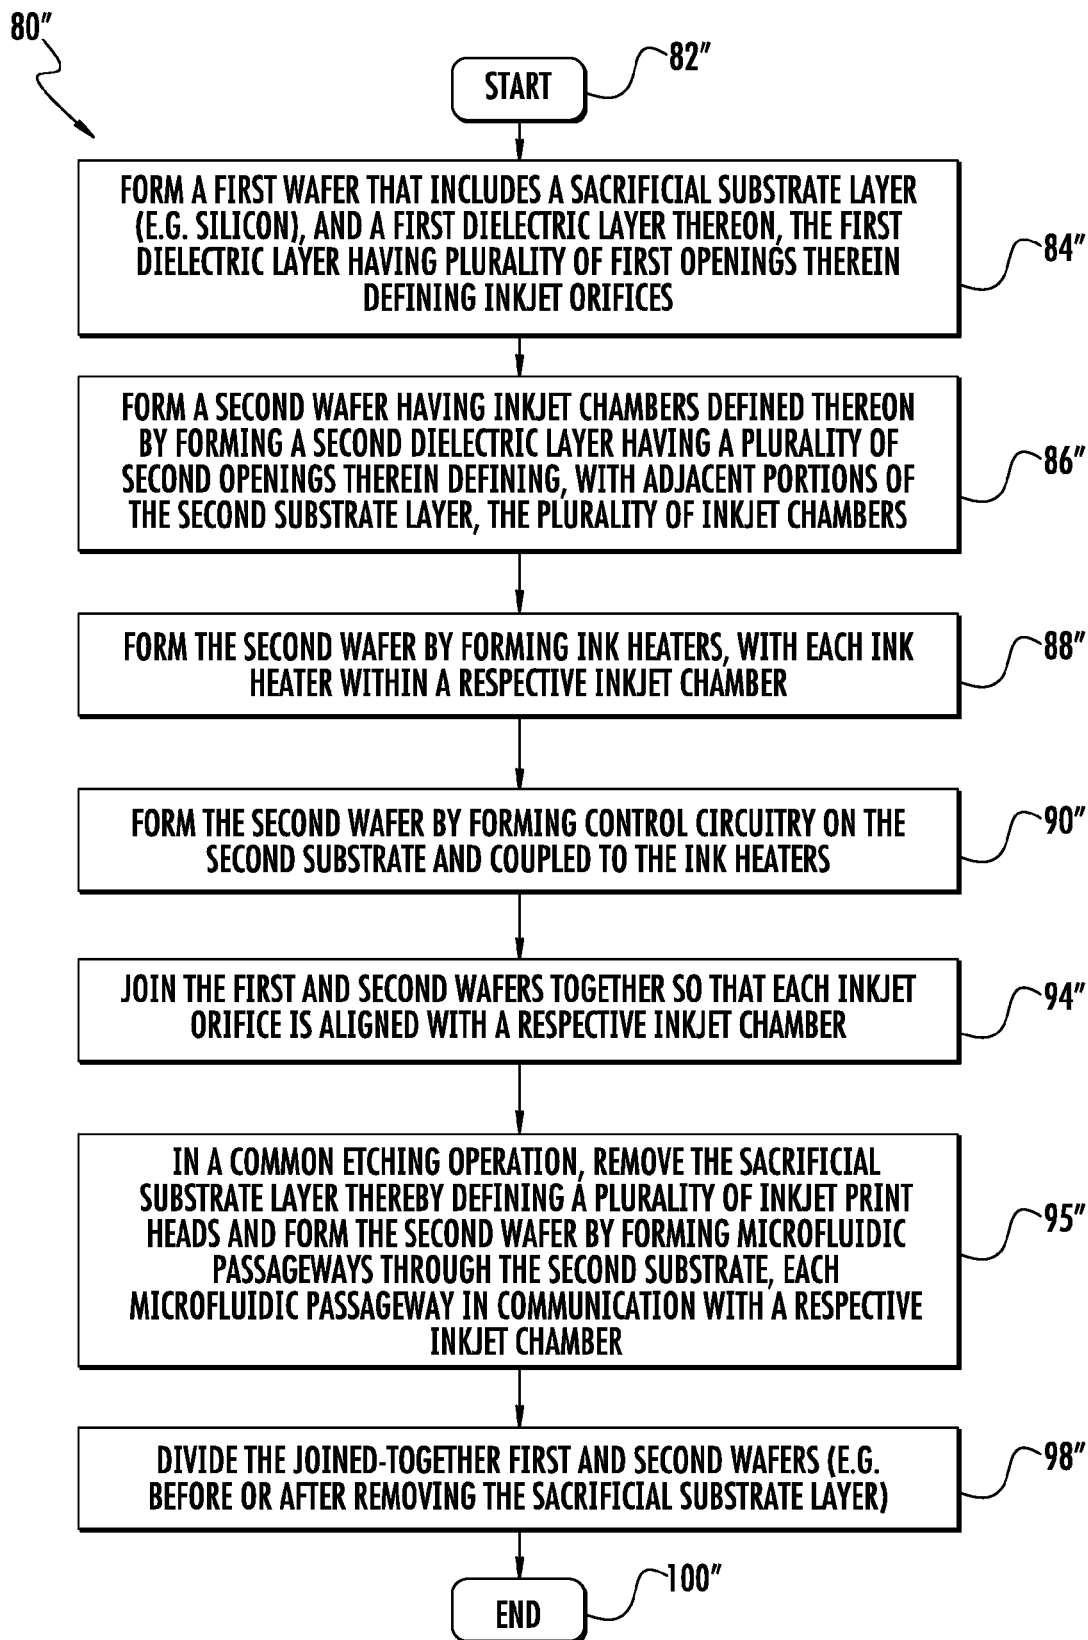 80"
START
82"
FORM A FIRST WAFER THAT INCLUDES A SACRIFICIAL SUBSTRATE LAYER
(E.G. SILICON), AND A FIRST DIELECTRIC LAYER THEREON, THE FIRST
DIELECTRIC LAYER HAVING PLURALITY OF FIRST OPENINGS THEREIN
DEFINING INKJET ORIFICES
84"
FORM A SECOND WAFER HAVING INKJET CHAMBERS DEFINED THEREON
BY FORMING A SECOND DIELECTRIC LAYER HAVING A PLURALITY OF
SECOND OPENINGS THEREIN DEFINING, WITH ADJACENT PORTIONS OF
THE SECOND SUBSTRATE LAYER, THE PLURALITY OF INKJET CHAMBERS
86"
FORM THE SECOND WAFER BY FORMING INK HEATERS, WITH EACH INK
HEATER WITHIN A RESPECTIVE INKJET CHAMBER
88"
FORM THE SECOND WAFER BY FORMING CONTROL CIRCUITRY ON THE
SECOND SUBSTRATE AND COUPLED TO THE INK HEATERS
90"
JOIN THE FIRST AND SECOND WAFERS TOGETHER SO THAT EACH INKJET
ORIFICE IS ALIGNED WITH A RESPECTIVE INKJET CHAMBER
94"
IN A COMMON ETCHING OPERATION, REMOVE THE SACRIFICIAL
SUBSTRATE LAYER THEREBY DEFINING A PLURALITY OF INKJET PRINT
HEADS AND FORM THE SECOND WAFER BY FORMING MICROFLUIDIC
PASSAGEWAYS THROUGH THE SECOND SUBSTRATE, EACH
MICROFLUIDIC PASSAGEWAY IN COMMUNICATION WITH A RESPECTIVE
INKJET CHAMBER
95"
DIVIDE THE JOINED-TOGETHER FIRST AND SECOND WAFERS (E.G.
BEFORE OR AFTER REMOVING THE SACRIFICIAL SUBSTRATE LAYER)
98"
END
100"